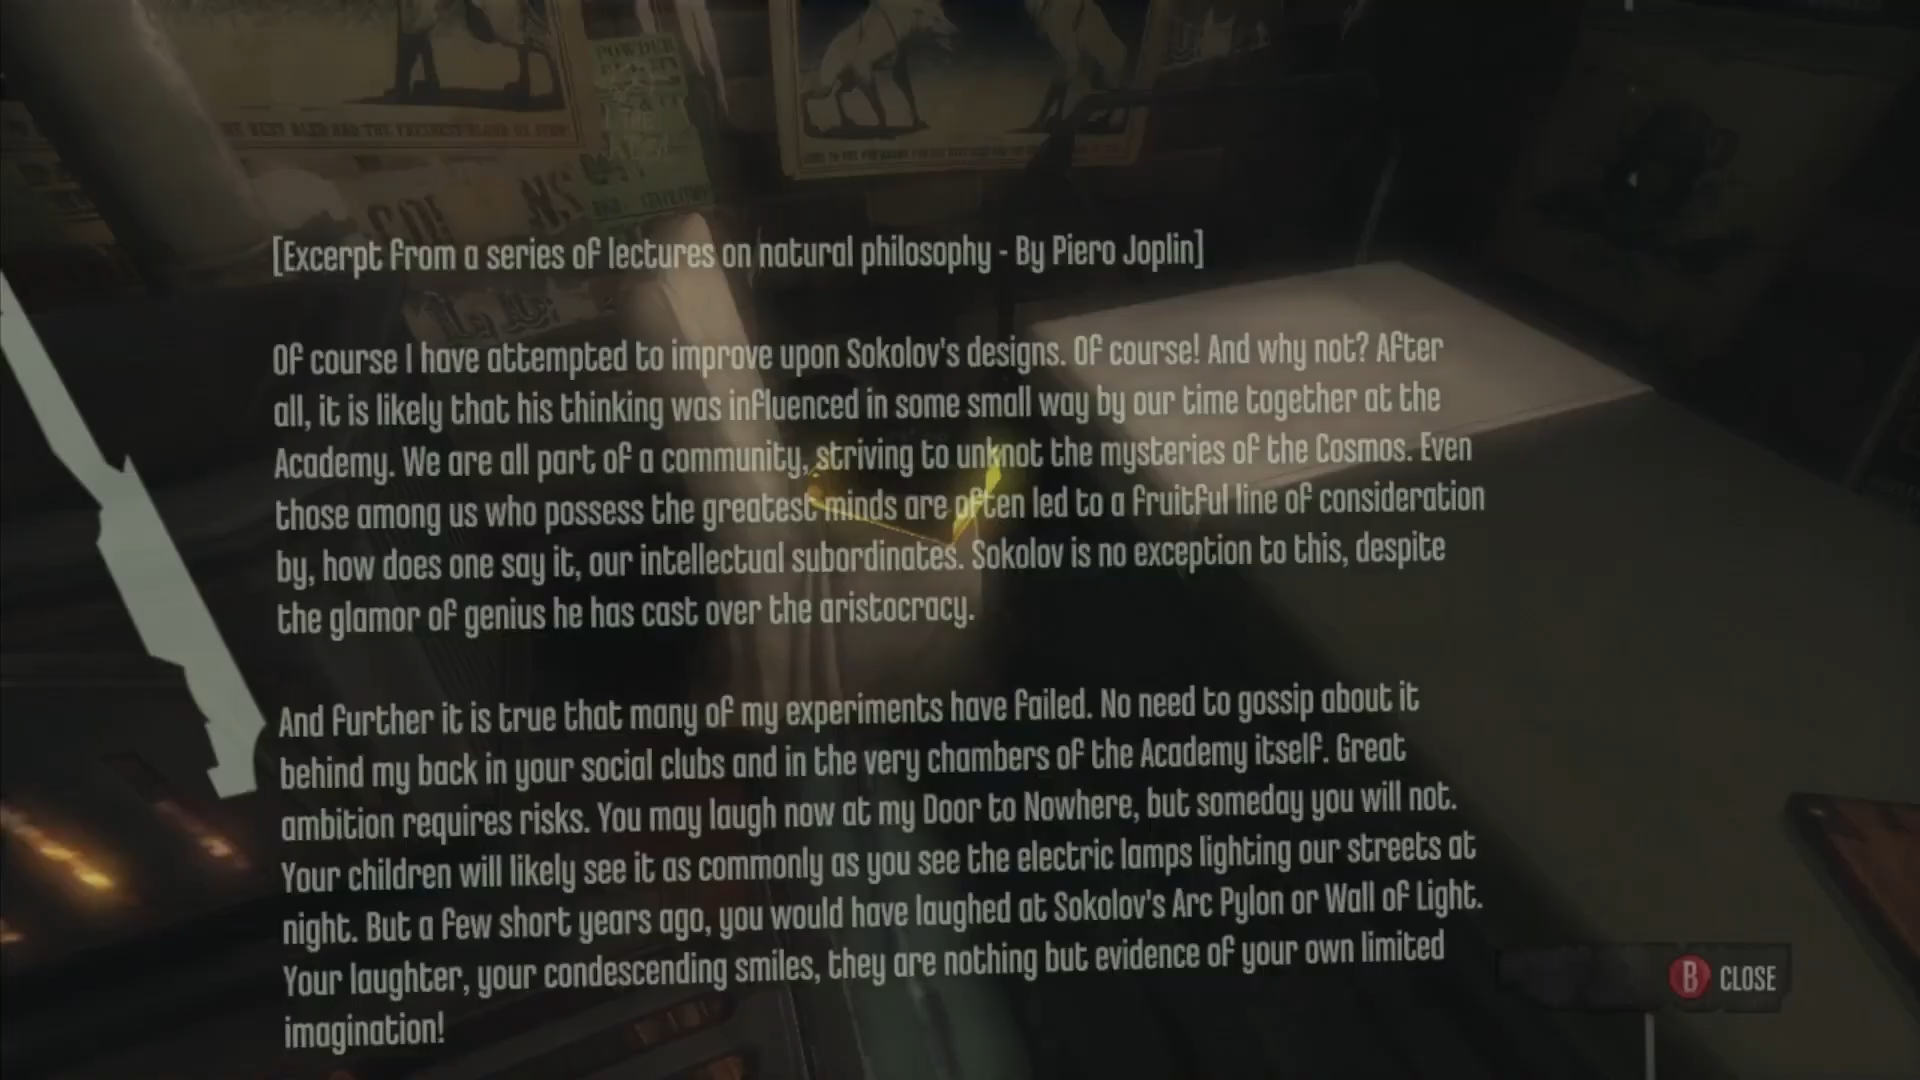 POWDER
[Excerpt from a series of lectures on natural philosophy - By Piero Joplin]
Of course I have attempted to improve upon Sokolov's designs. Of course! And why not? After
all, it is likely that his thinking was influenced in some small way by our time together at the
Academy. We are all part of a community, striving to unknot the mysteries of the Cosmos. Even
those among us who possess the greatest minds are often led to a fruitful line of consideration
by, how does one say it, our intellectual subordinates. Sokolov is no exception to this, despite
the glamor of genius he has cast over the aristocracy.
And further it is true that many of my experiments have failed. No need to gossip about it
behind my back in your social clubs and in the very chambers of the Academy itself. Great
ambition requires risks. You may laugh now at my Door to Nowhere, but someday you will not.
Your children will likely see it as commonly as you see the electric lamps lighting our streets at
night. But a few short years ago, you would have laughed at Sokolov's Arc Pylon or Wall of Light.
Your laughter, your condescending smiles, they are nothing but evidence of your own limited
imagination!
B CLOSE